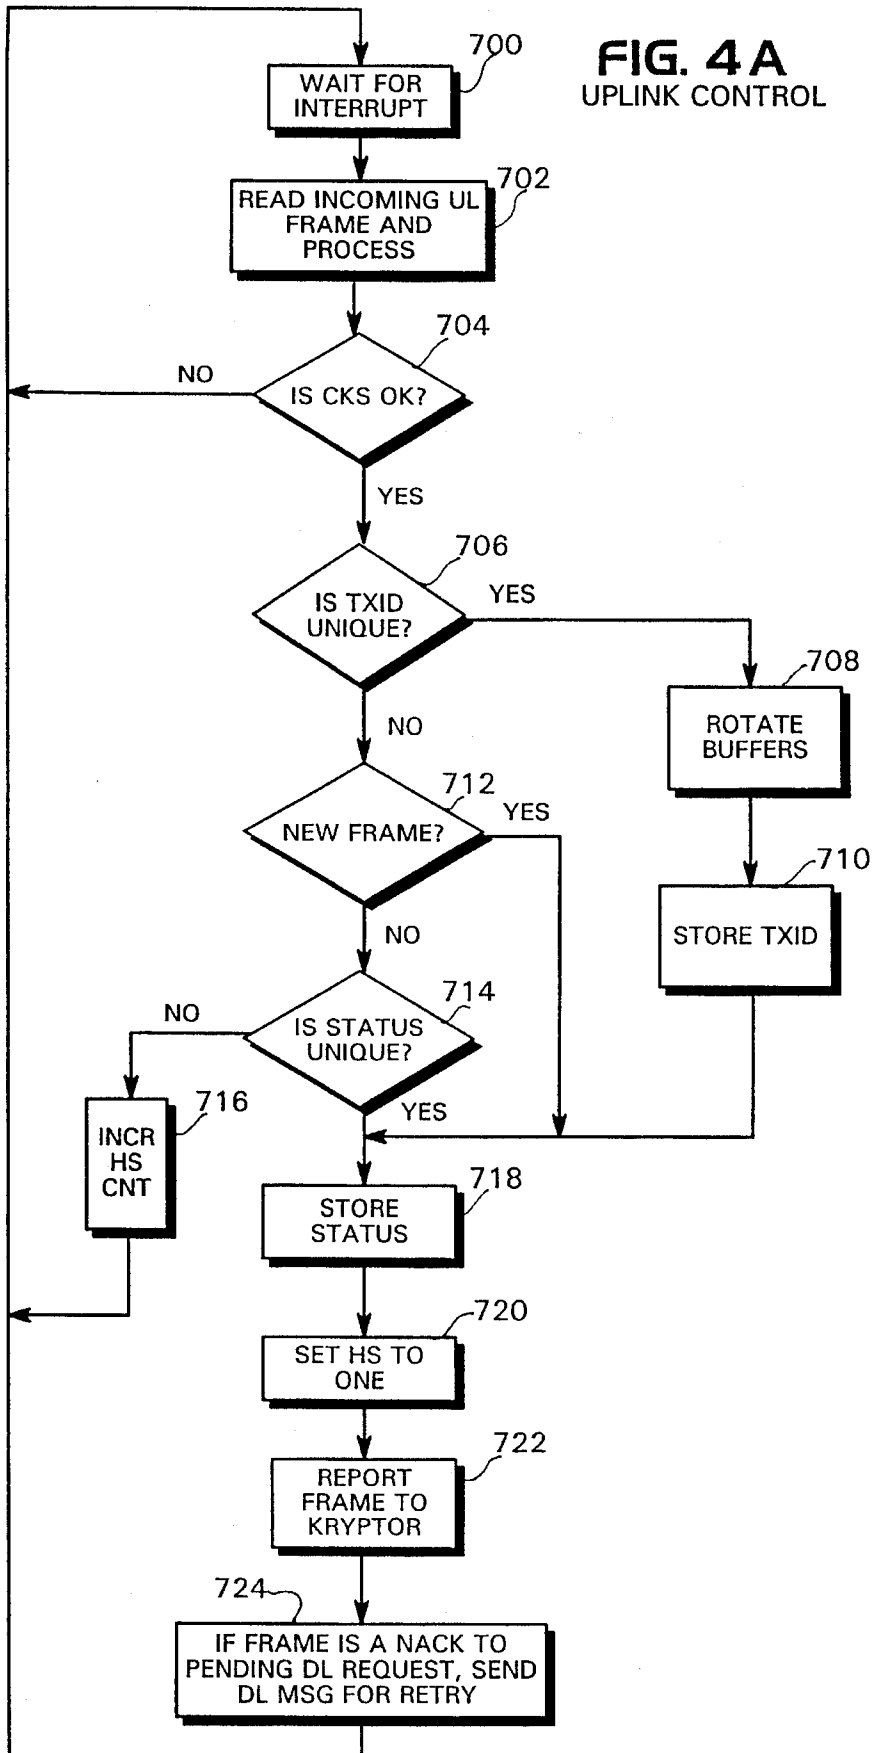 FIG. 4A
UPLINK CONTROL
700
WAIT FOR
INTERRUPT
702
READ INCOMING UL
FRAME AND
PROCESS
704
NO
IS CKS OK?
YES
706
IS TXID
UNIQUE?
YES
708
ROTATE
BUFFERS
NO
712
NEW FRAME?
YES
710
STORE TXID
NO
714
NO
IS STATUS
UNIQUE?
YES
716
INCR
HS
CNT
718
STORE
STATUS
720
SET HS TO
ONE
722
REPORT
FRAME TO
KRYPTOR
724
IF FRAME IS A NACK TO
PENDING DL REQUEST, SEND
DL MSG FOR RETRY